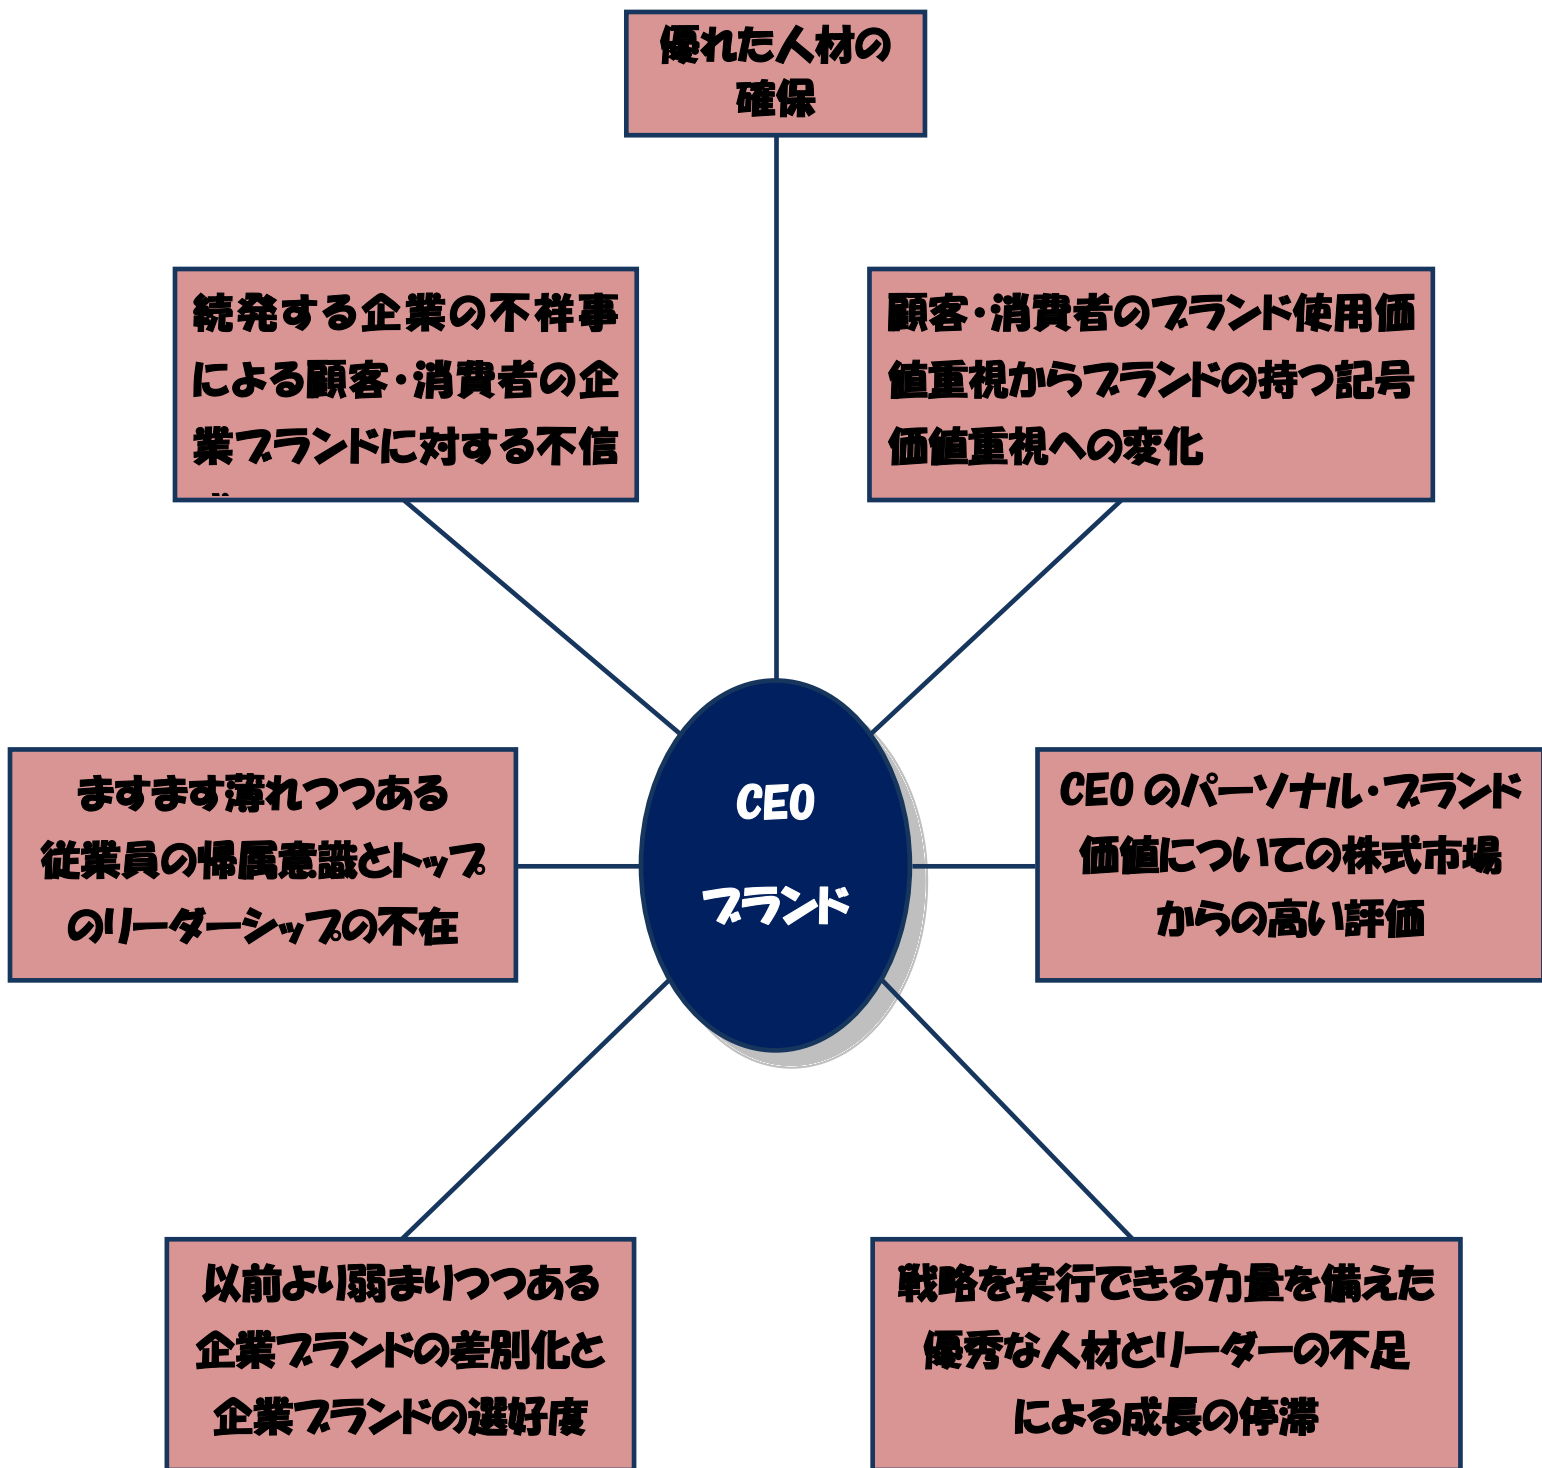 優れた人材の
確保
続発する企業の不祥事
による顧客・消費者の企
業ブランドに対する不信
顧客・消費者のブランド使用価
値重視からブランドの持つ記号
価値重視への変化
CEO
ブランド
ますます薄れつつある
従業員の帰属意識とトップ
のリーダーシップの不在
CEO のパーソナル・ブランド
価値についての株式市場
からの高い評価
以前より弱まりつつある
企業ブランドの差別化と
企業ブランドの選好度
戦略を実行できる力量を備えた
優秀な人材とリーダーの不足
による成長の停滞